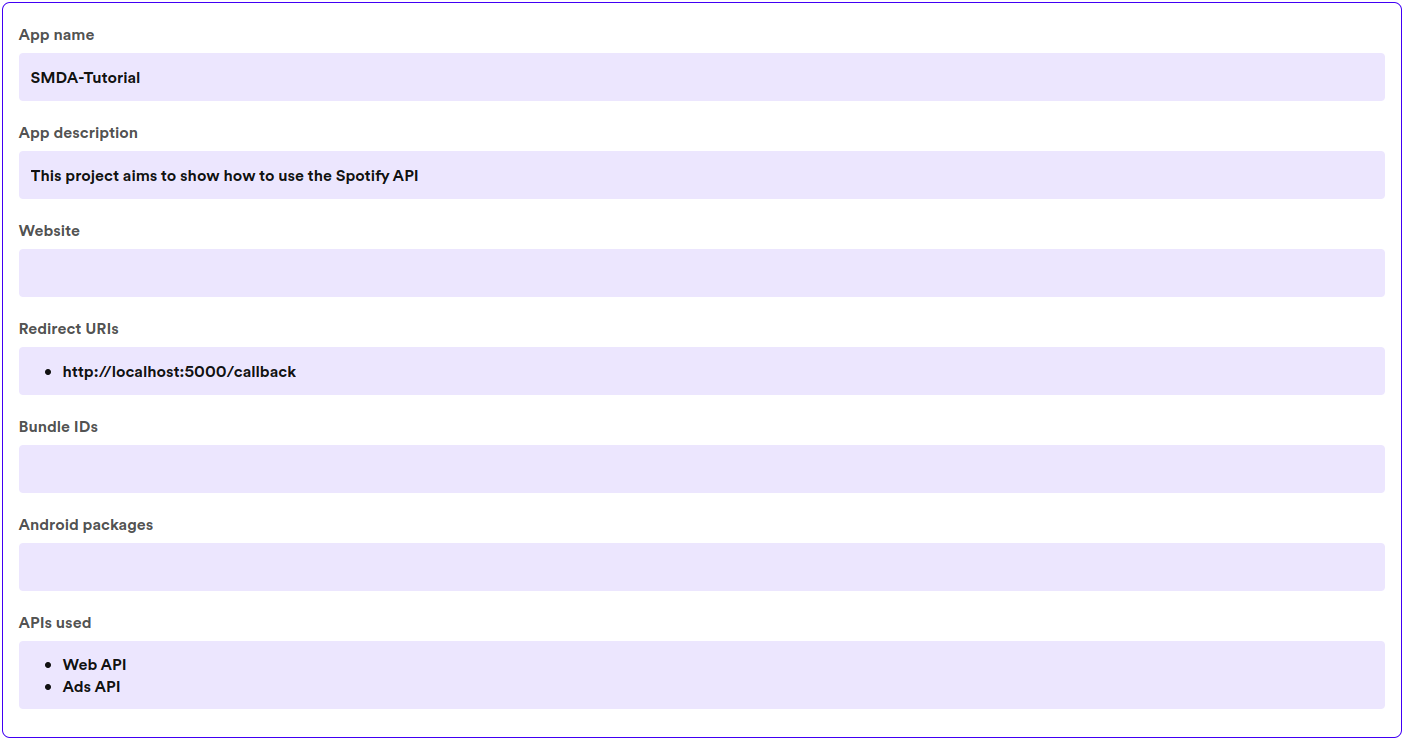 App name
SMDA-Tutorial
App description
This project aims to show how to use the Spotify API
Website
Redirect URIs
• http://localhost:5000/callback
Bundle IDs
Android packages
APIs used
• Web API
• Ads API